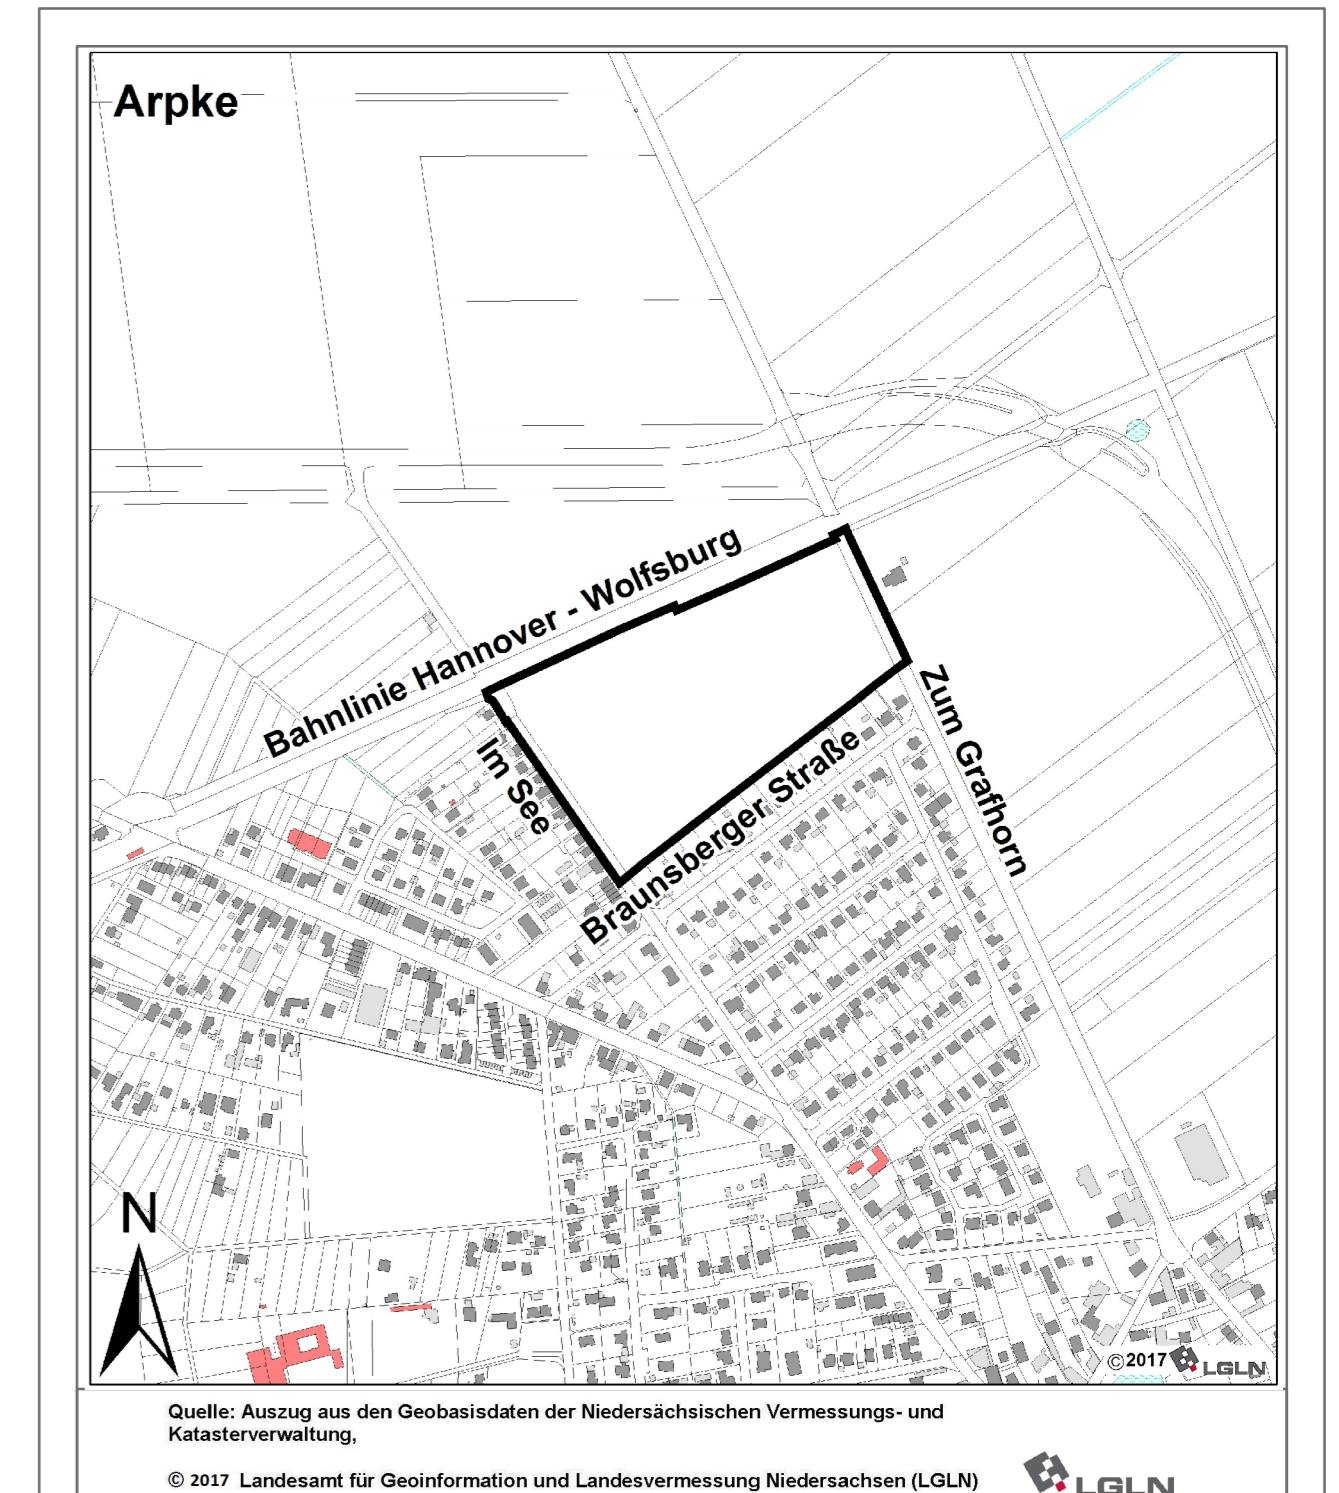 Arpke
Bahnlinie Hannover - Wolfsburg
Im See
Braunsberger Straße
Zum Grafhorn
N
© 2017 LGLN
Quelle: Auszug aus den Geobasisdaten der Niedersächsischen Vermessungs- und
Katasterverwaltung,
© 2017 Landesamt für Geoinformation und Landesvermessung Niedersachsen (LGLN)
LGLN